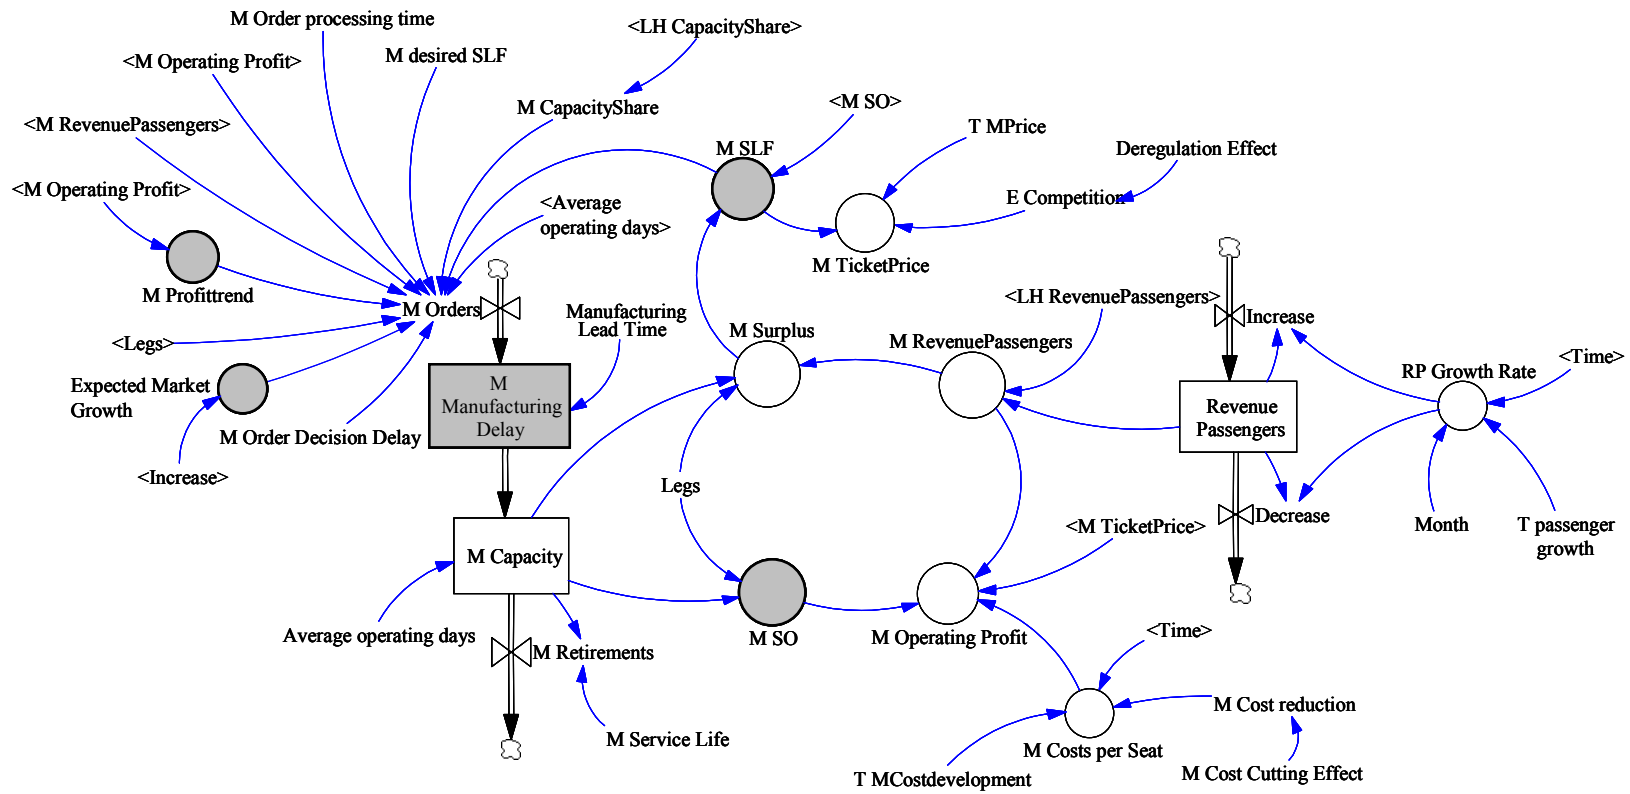 M Order processing time
<LH CapacityShare>
<M Operating Profit>
M desired SLF
M CapacityShare
<M SO>
<M RevenuePassengers>
T MPrice
M SLF
Deregulation Effect
<M Operating Profit>
<Average
operating days>
E Competition
M TicketPrice
M Profittrend
M Orders
Manufacturing
Lead Time
<LH RevenuePassengers>
Increase
<Legs>
M Surplus
M RevenuePassengers
<Time>
RP Growth Rate
Expected Market
Growth
M
Manufacturing
Delay
Revenue
Passengers
M Order Decision Delay
<Increase>
Legs
<M TicketPrice>
Decrease
Month
T passenger
growth
M Capacity
Average operating days
M SO
M Operating Profit
M Retirements
<Time>
M Service Life
M Cost reduction
M Costs per Seat
T MCostdevelopment
M Cost Cutting Effect